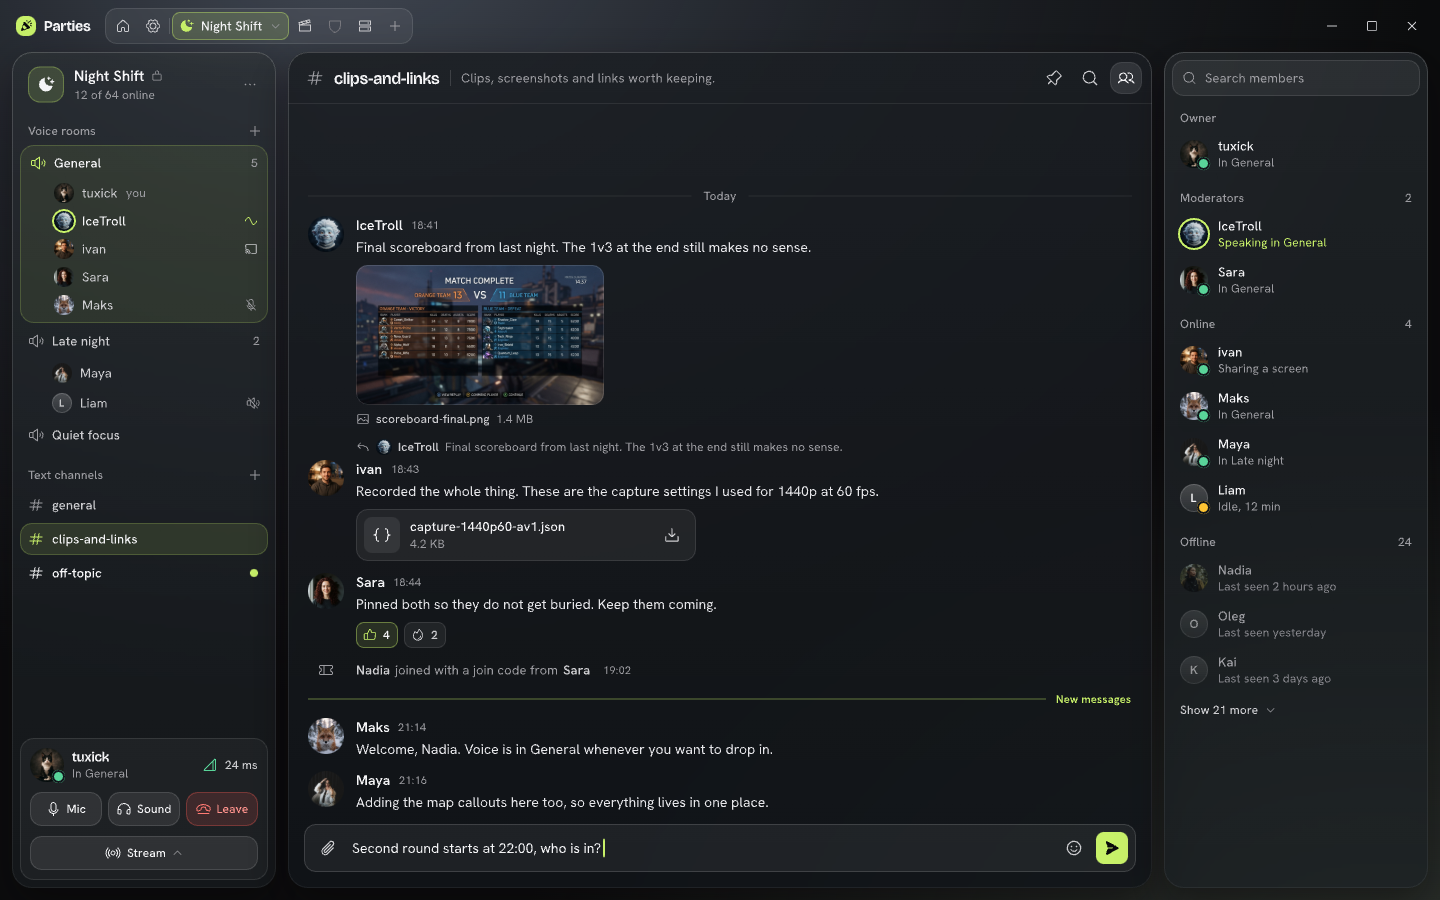 Parties
Night Shift
Night Shift
12 of 64 online
Voice rooms
General 5
tuxick you
IceTroll
ivan
Sara
Maks
Late night 2
Maya
L Liam
Quiet focus
Text channels
# general
# clips-and-links
# off-topic
tuxick
In General
24 ms
Mic
Sound
Leave
Stream
# clips-and-links
Clips, screenshots and links worth keeping.
Today
IceTroll 18:41
Final scoreboard from last night. The 1v3 at the end still makes no sense.
MATCH COMPLETE
14:37
ORANGE TEAM 13 VS 11 BLUE TEAM
scoreboard-final.png 1.4 MB
IceTroll Final scoreboard from last night. The 1v3 at the end still makes no sense.
ivan 18:43
Recorded the whole thing. These are the capture settings I used for 1440p at 60 fps.
{ } capture-1440p60-av1.json
4.2 KB
Sara 18:44
Pinned both so they do not get buried. Keep them coming.
4
2
Nadia joined with a join code from Sara 19:02
New messages
Maks 21:14
Welcome, Nadia. Voice is in General whenever you want to drop in.
Maya 21:16
Adding the map callouts here too, so everything lives in one place.
Second round starts at 22:00, who is in?
Search members
Owner
tuxick
In General
Moderators 2
IceTroll
Speaking in General
Sara
In General
Online 4
ivan
Sharing a screen
Maks
In General
Maya
In Late night
L Liam
Idle, 12 min
Offline 24
Nadia
Last seen 2 hours ago
O Oleg
Last seen yesterday
K Kai
Last seen 3 days ago
Show 21 more